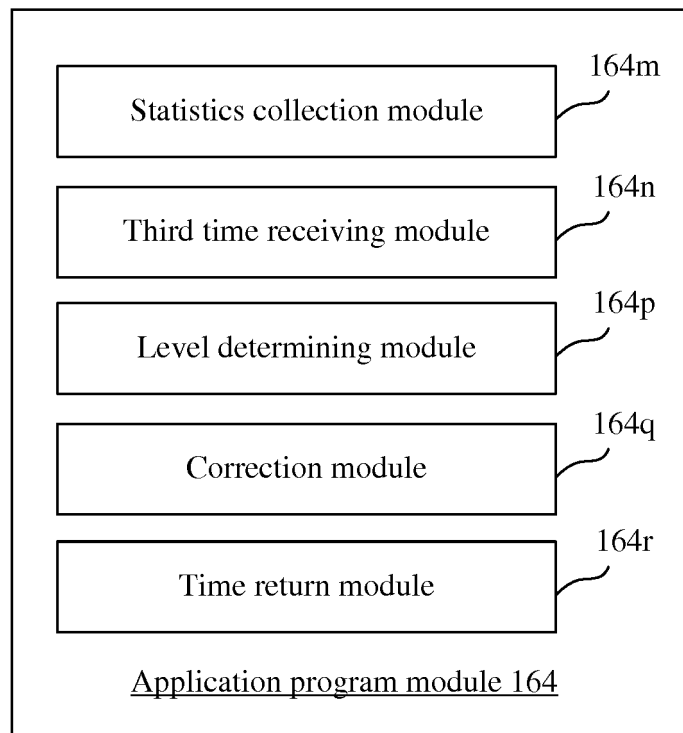 164m
Statistics collection module
164n
Third time receiving module
164p
Level determining module
164q
Correction module
164r
Time return module
Application program module 164